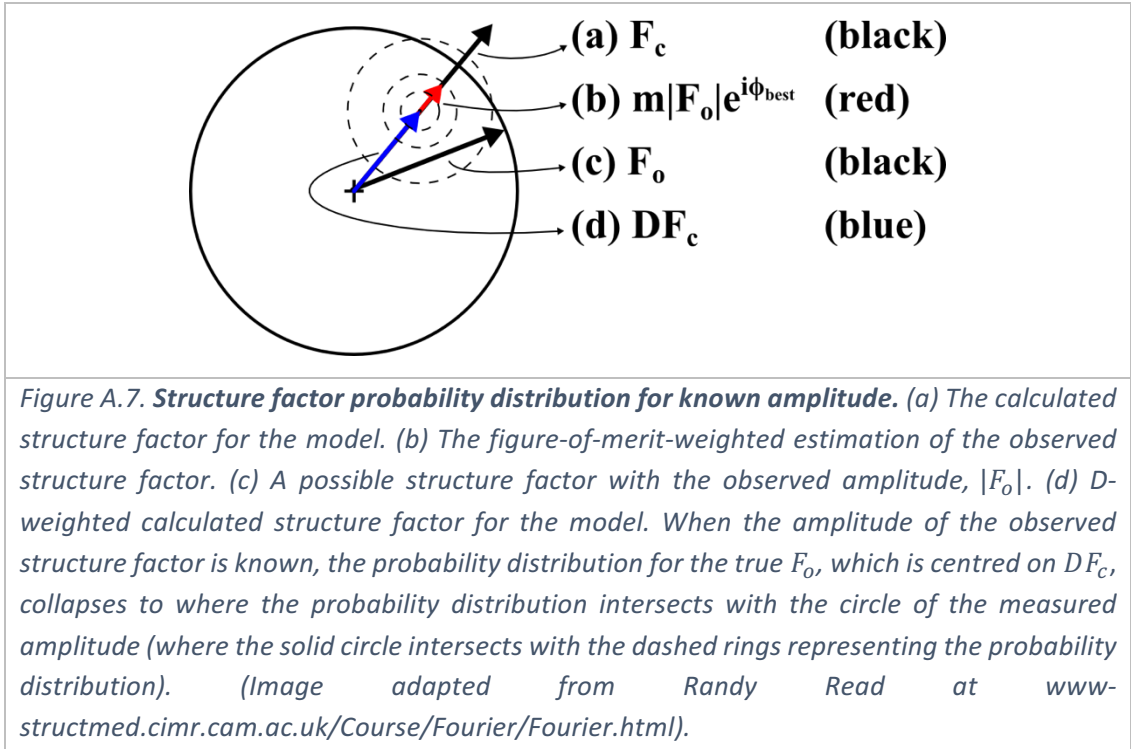 (a) Fc (black)
(b) m|Fo|e^iϕbest (red)
(c) Fo (black)
(d) DFc (blue)
Figure A.7. Structure factor probability distribution for known amplitude. (a) The calculated
structure factor for the model. (b) The figure-of-merit-weighted estimation of the observed
structure factor. (c) A possible structure factor with the observed amplitude, |Fo|. (d) D-
weighted calculated structure factor for the model. When the amplitude of the observed
structure factor is known, the probability distribution for the true Fo, which is centred on DFc,
collapses to where the probability distribution intersects with the circle of the measured
amplitude (where the solid circle intersects with the dashed rings representing the probability
distribution). (Image adapted from Randy Read at www-
structmed.cimr.cam.ac.uk/Course/Fourier/Fourier.html).